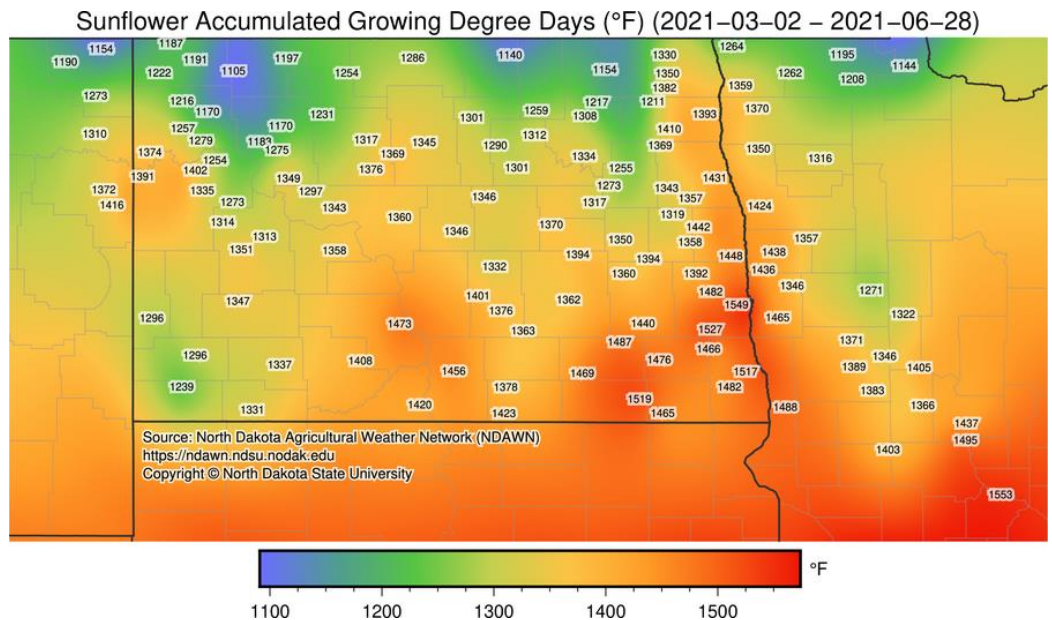 Sunflower Accumulated Growing Degree Days (°F) (2021−03−02 − 2021−06−28)
1190 1154 1187 1191 1197 1286 1140 1154 1330 1264 1195 1144
1222 1105 1254 1350 1262 1208
1273 1216 1170 1231 1301 1259 1217 1308 1382 1211 1393 1359 1370
1310 1257 1279 1183 1170 1275 1317 1369 1345 1290 1312 1334 1410 1369 1350 1316
1374 1391 1402 1254 1349 1376 1301 1255
1372 1416 1335 1273 1297 1343 1346 1273 1317 1343 1357 1431 1424
1314 1313 1360 1346 1370 1319 1442
1351 1358 1394 1350 1394 1358 1448 1438 1357
1332 1360 1392 1436 1346 1271
1296 1347 1473 1401 1376 1363 1362 1440 1482 1549 1527 1465 1322
1296 1337 1408 1456 1487 1476 1466 1371 1346
1239 1378 1469 1482 1517 1389 1405 1383
1331 1420 1423 1519 1465 1488 1366
1437
1495
1403
1553
Source: North Dakota Agricultural Weather Network (NDAWN)
https://ndawn.ndsu.nodak.edu
Copyright © North Dakota State University
°F
1100 1200 1300 1400 1500